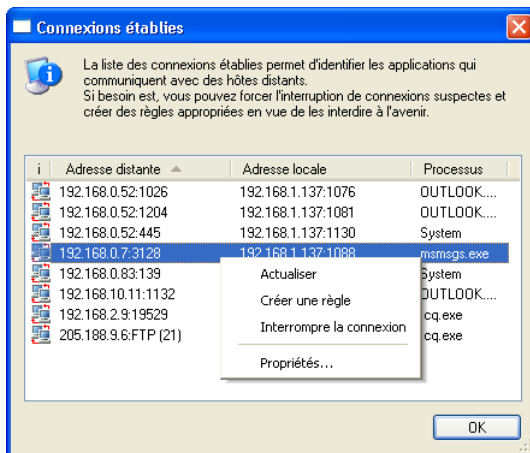 Connexions établies
La liste des connexions établies permet d'identifier les applications qui
communiquent avec des hôtes distants.
Si besoin est, vous pouvez forcer l'interruption de connexions suspectes et
créer des règles appropriées en vue de les interdire à l'avenir.
i Adresse distante Adresse locale Processus
192.168.0.52:1026 192.168.1.137:1076 OUTLOOK....
192.168.0.52:1204 192.168.1.137:1081 OUTLOOK....
192.168.0.52:445 192.168.1.137:1130 System
192.168.0.7:3128 192.168.1.137:1088 msmsgs.exe
192.168.0.83:139 System
192.168.10.11:1132 OUTLOOK....
192.168.2.9:19529 icq.exe
205.188.9.6:FTP (21) icq.exe
Actualiser
Créer une règle
Interrompre la connexion
Propriétés...
OK